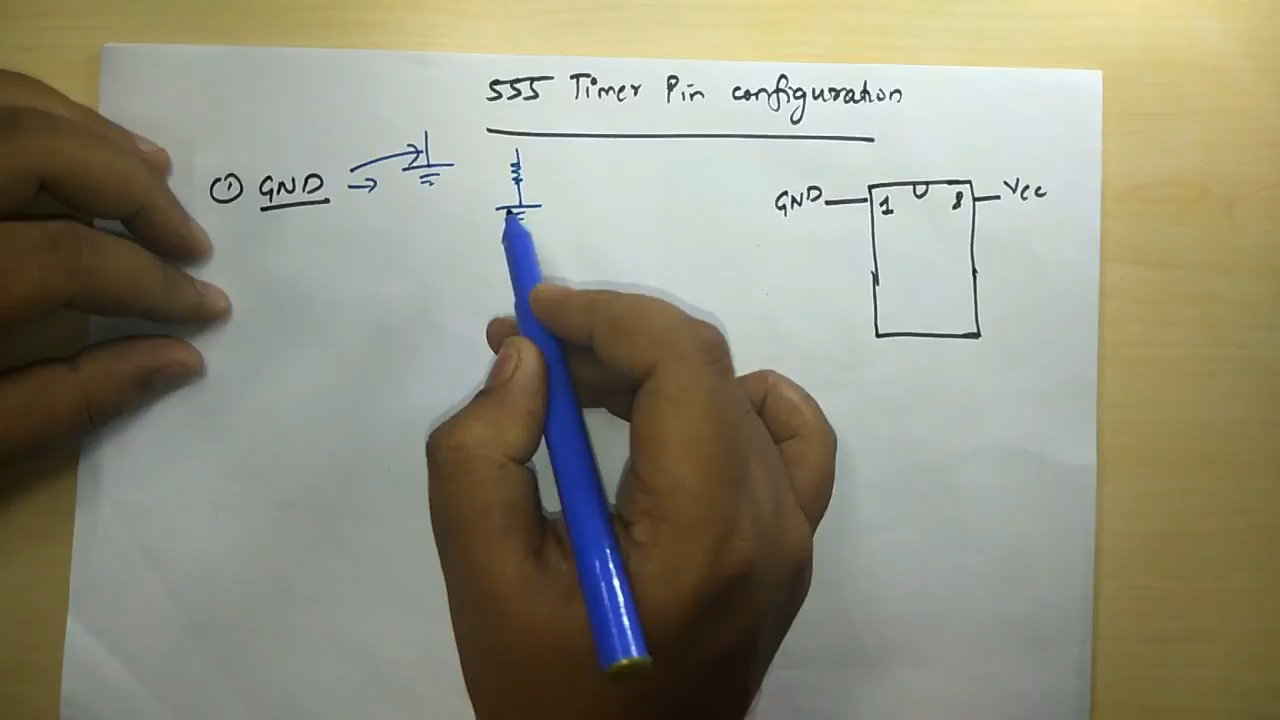 555 Timer Pin configuration
① GND →
GND 1 8 Vcc